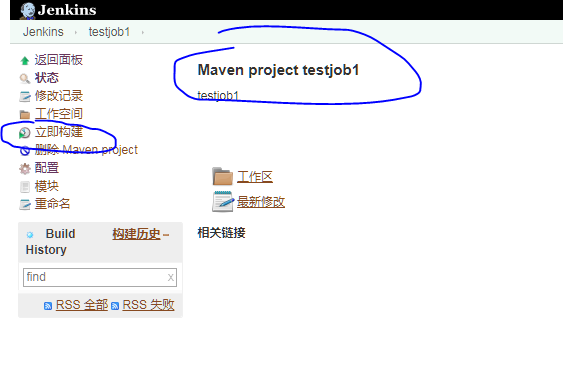 Jenkins
Jenkins testjob1
返回面板
状态
修改记录
工作空间
立即构建
删除 Maven project
配置
模块
重命名
Build History 构建历史
find x
RSS 全部 RSS 失败
Maven project testjob1
testjob1
工作区
最新修改
相关链接